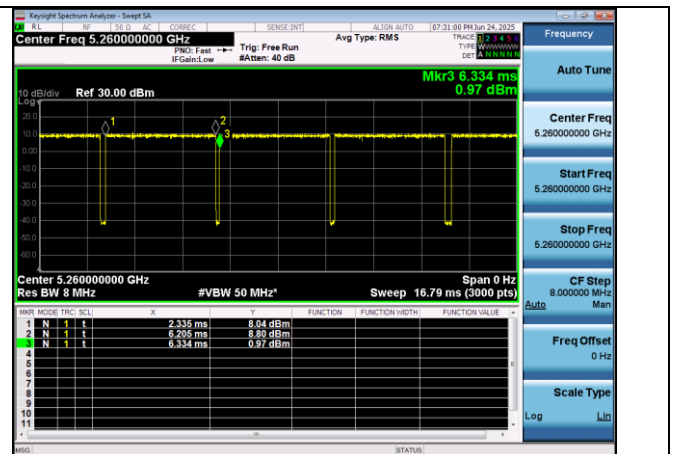 Keysight Spectrum Analyzer - Swept SA
RL RF 50 Ω AC CORREC SENSE:INT ALIGN AUTO 07:31:00 PM Jun 24, 2025
Center Freq 5.260000000 GHz
PNO: Fast
IFGain:Low
Trig: Free Run
#Atten: 40 dB
Avg Type: RMS
TRACE 1 2 3 4 5 6
TYPE WWWWWW
DET A NNNNN
Mkr3 6.334 ms
0.97 dBm
10 dB/div Ref 30.00 dBm
Log
20.0
10.0
0.00
-10.0
-20.0
-30.0
-40.0
-50.0
-60.0
1
2
3
Center 5.260000000 GHz Span 0 Hz
Res BW 8 MHz #VBW 50 MHz* Sweep 16.79 ms (3000 pts)
MKR MODE TRC SCL X Y FUNCTION FUNCTION WIDTH FUNCTION VALUE
1 N 1 t 2.335 ms 8.04 dBm
2 N 1 t 6.205 ms 8.80 dBm
3 N 1 t 6.334 ms 0.97 dBm
4
5
6
7
8
9
10
11
MSG STATUS
Frequency
Auto Tune
Center Freq
5.260000000 GHz
Start Freq
5.260000000 GHz
Stop Freq
5.260000000 GHz
CF Step
8.000000 MHz
Auto Man
Freq Offset
0 Hz
Scale Type
Log Lin